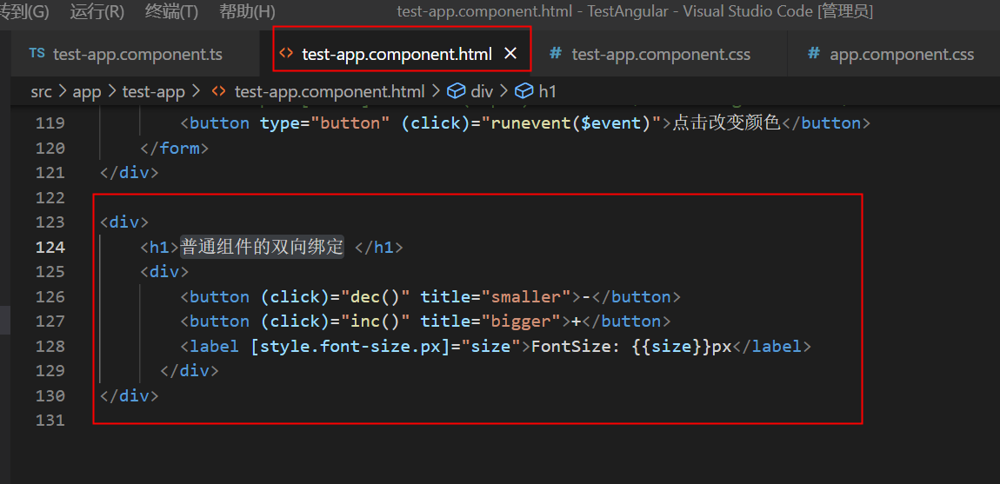 转到(G) 运行(R) 终端(T) 帮助(H) test-app.component.html - TestAngular - Visual Studio Code [管理员]
TS test-app.component.ts <> test-app.component.html × # test-app.component.css # app.component.css
src > app > test-app > <> test-app.component.html > div > h1
119 <button type="button" (click)="runevent($event)">点击改变颜色</button>
120 </form>
121 </div>
122
123 <div>
124 <h1>普通组件的双向绑定 </h1>
125 <div>
126 <button (click)="dec()" title="smaller">-</button>
127 <button (click)="inc()" title="bigger">+</button>
128 <label [style.font-size.px]="size">FontSize: {{size}}px</label>
129 </div>
130 </div>
131